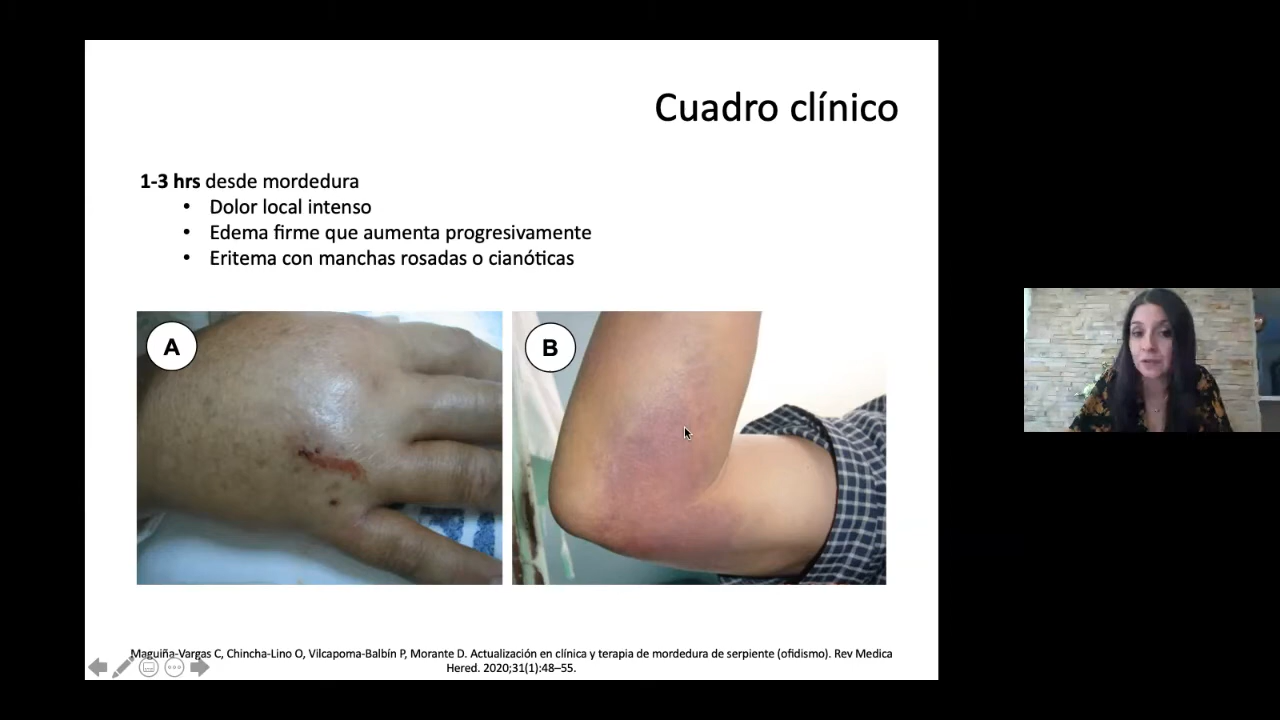 Cuadro clínico
1-3 hrs desde mordedura
• Dolor local intenso
• Edema firme que aumenta progresivamente
• Eritema con manchas rosadas o cianóticas
A
B
Maguiña-Vargas C, Chincha-Lino O, Vilcapoma-Balbín P, Morante D. Actualización en clínica y terapia de mordedura de serpiente (ofidismo). Rev Medica
Hered. 2020;31(1):48–55.